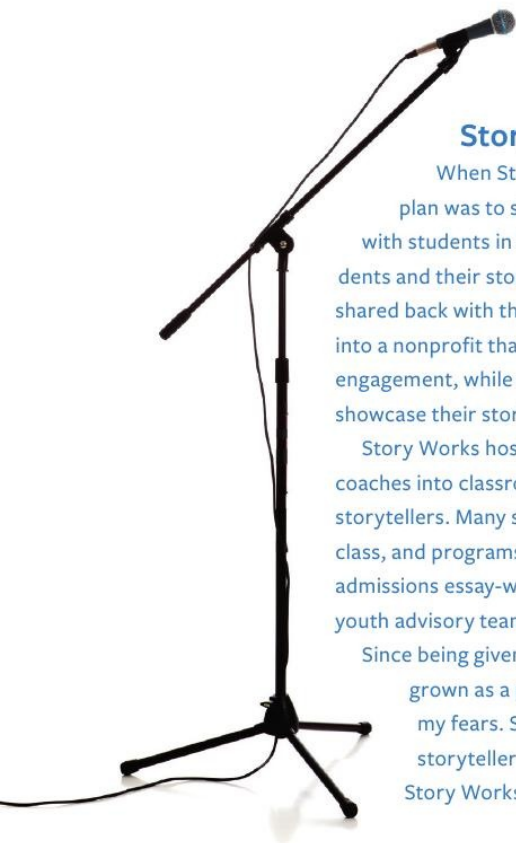 Stor
When St
plan was to s
with students in
dents and their sto
shared back with th
into a nonprofit tha
engagement, while
showcase their stor
Story Works hos
coaches into classro
storytellers. Many s
class, and programs
admissions essay-w
youth advisory tear
Since being giver
grown as a
my fears. S
storyteller
Story Works